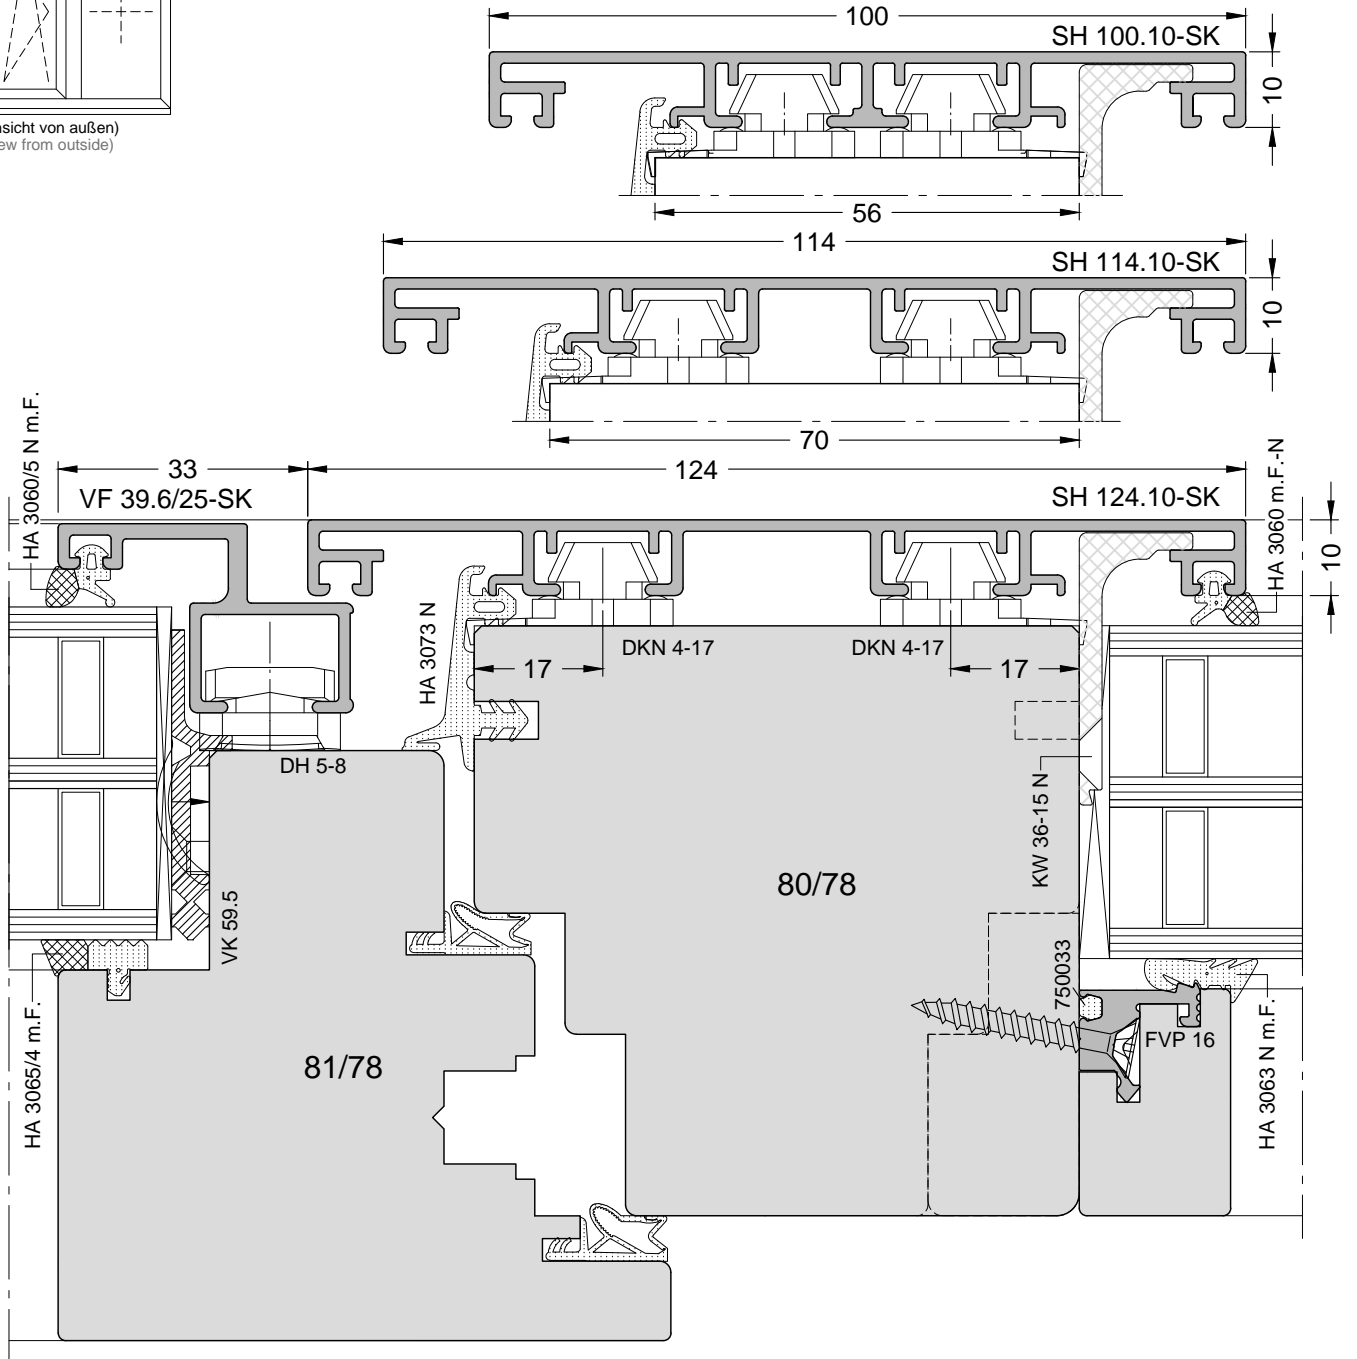 nsicht von außen)
ew from outside)
100
SH 100.10-SK
10
56
114
SH 114.10-SK
10
70
33
VF 39.6/25-SK
124
SH 124.10-SK
10
HA 3060/5 N m.F.
HA 3060 m.F.-N
HA 3073 N
17
DKN 4-17
DKN 4-17
17
DH 5-8
KW 36-15 N
80/78
VK 59.5
750033
FVP 16
HA 3065/4 m.F.
81/78
HA 3063 N m.F.